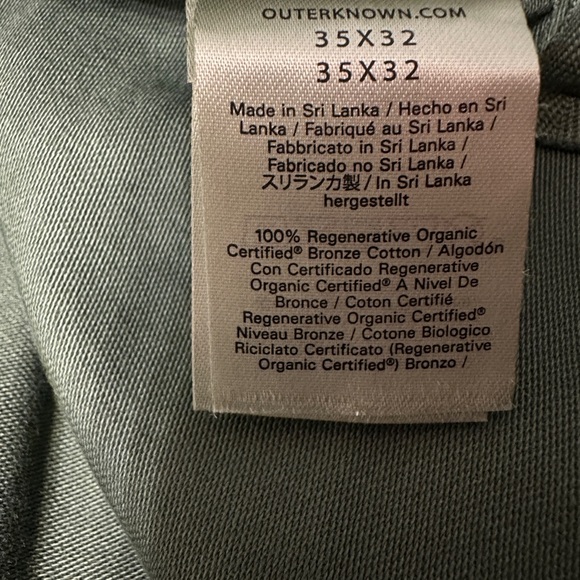 OUTERKNOWN.COM
35X32
35X32
Made in Sri Lanka / Hecho en Sri
Lanka / Fabriqué au Sri Lanka /
Fabbricato in Sri Lanka /
Fabricado no Sri Lanka /
スリランカ製 / In Sri Lanka
hergestellt
100% Regenerative Organic
Certified® Bronze Cotton / Algodón
Con Certificado Regenerative
Organic Certified® A Nivel De
Bronce / Coton Certifié
Regenerative Organic Certified®
Niveau Bronze / Cotone Biologico
Riciclato Certificato (Regenerative
Organic Certified®) Bronzo /